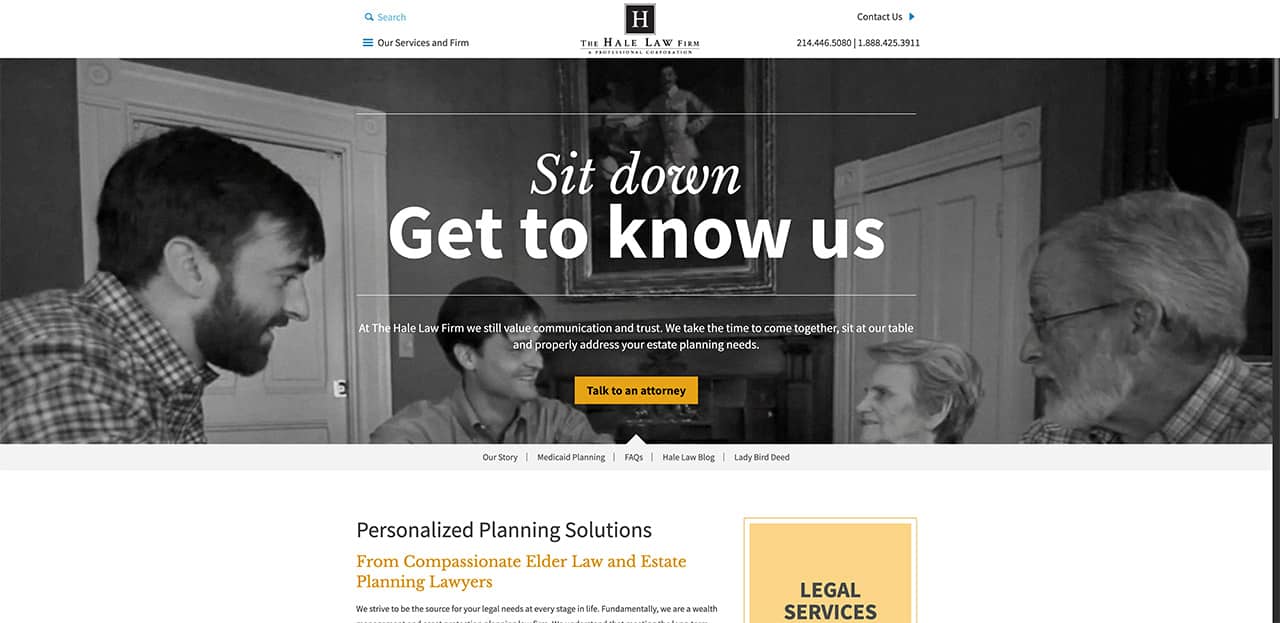 Search
Contact Us
H
Our Services and Firm
THE HALE LAW FIRM
A PROFESSIONAL CORPORATION
214.446.5080 | 1.888.425.3911
Sit down
Get to know us
At The Hale Law Firm we still value communication and trust. We take the time to come together, sit at our table
and properly address your estate planning needs.
Talk to an attorney
Our Story | Medicaid Planning | FAQs | Hale Law Blog | Lady Bird Deed
Personalized Planning Solutions
From Compassionate Elder Law and Estate
Planning Lawyers
We strive to be the source for your legal needs at every stage in life. Fundamentally, we are a wealth
LEGAL
SERVICES